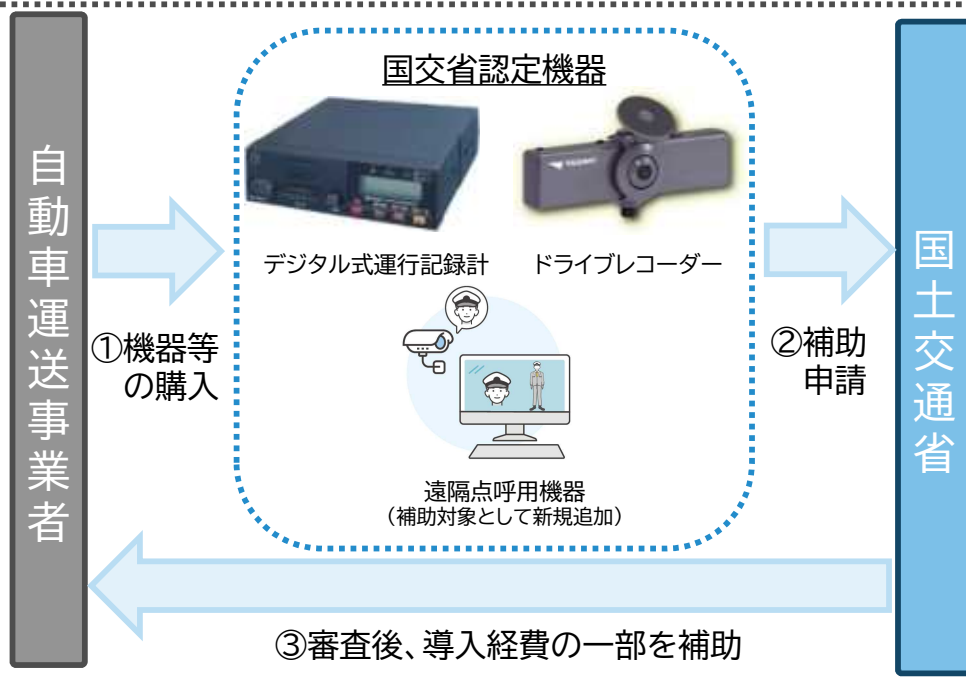 国交省認定機器
自動車運送事業者
デジタル式運行記録計
ドライブレコーダー
①機器等
の購入
②補助
申請
国土交通省
遠隔点呼用機器
（補助対象として新規追加）
③審査後、導入経費の一部を補助